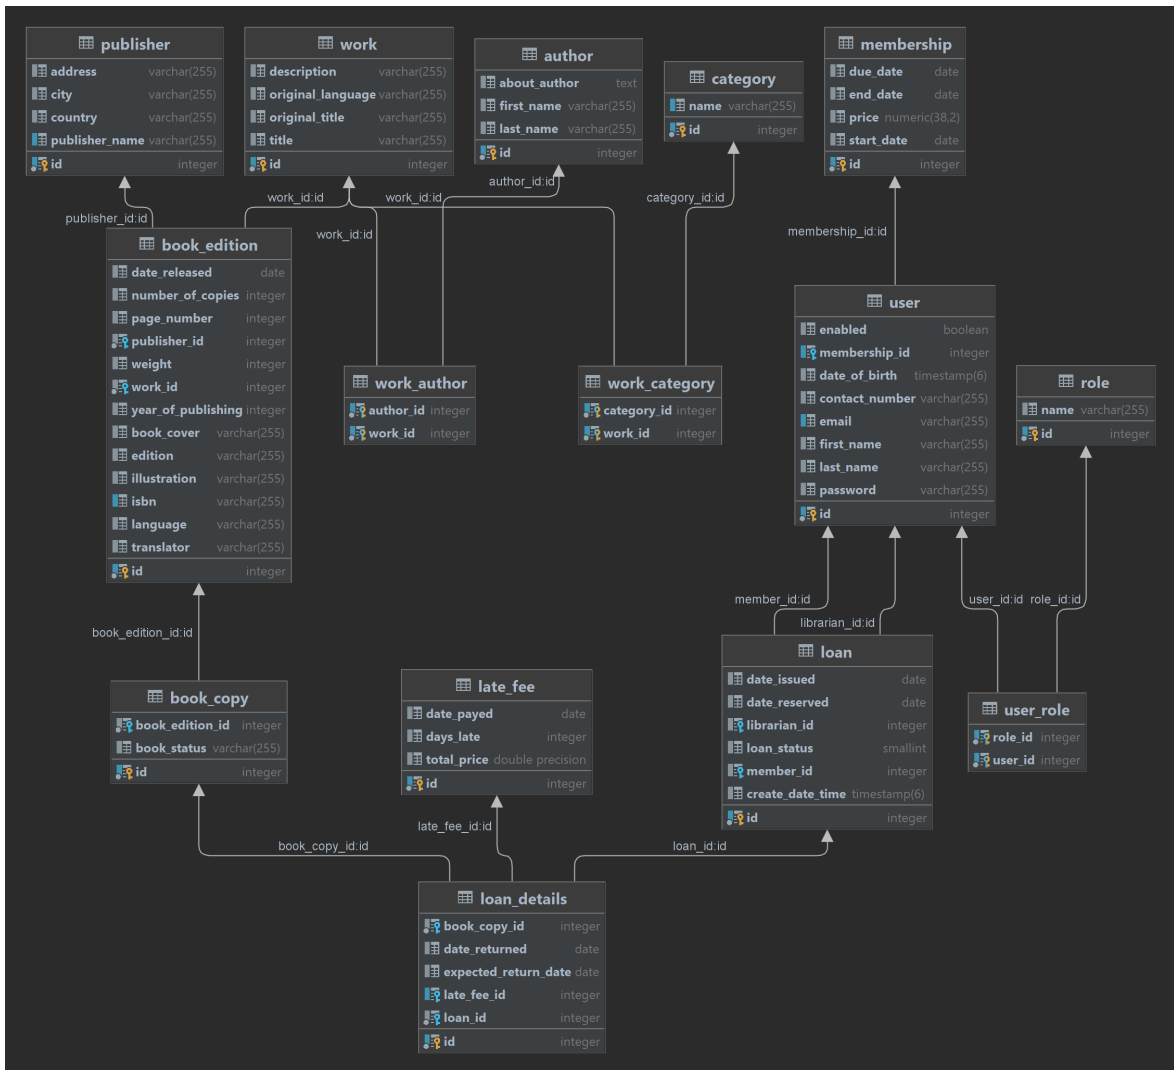 publisher
address varchar(255)
city varchar(255)
country varchar(255)
publisher_name varchar(255)
id integer
work
description varchar(255)
original_language varchar(255)
original_title varchar(255)
title varchar(255)
id integer
author
about_author text
first_name varchar(255)
last_name varchar(255)
id integer
category
name varchar(255)
id integer
membership
due_date date
end_date date
price numeric(38,2)
start_date date
id integer
publisher_id:id
work_id:id
work_id:id
work_id:id
author_id:id
category_id:id
membership_id:id
book_edition
date_released date
number_of_copies integer
page_number integer
publisher_id integer
weight integer
work_id integer
year_of_publishing integer
book_cover varchar(255)
edition varchar(255)
illustration varchar(255)
isbn varchar(255)
language varchar(255)
translator varchar(255)
id integer
work_author
author_id integer
work_id integer
work_category
category_id integer
work_id integer
user
enabled boolean
membership_id integer
date_of_birth timestamp(6)
contact_number varchar(255)
email varchar(255)
first_name varchar(255)
last_name varchar(255)
password varchar(255)
id integer
role
name varchar(255)
id integer
book_edition_id:id
member_id:id
librarian_id:id
user_id:id
role_id:id
book_copy
book_edition_id integer
book_status varchar(255)
id integer
late_fee
date_payed date
days_late integer
total_price double precision
id integer
loan
date_issued date
date_reserved date
librarian_id integer
loan_status smallint
member_id integer
create_date_time timestamp(6)
id integer
user_role
role_id integer
user_id integer
book_copy_id:id
late_fee_id:id
loan_id:id
loan_details
book_copy_id integer
date_returned date
expected_return_date date
late_fee_id integer
loan_id integer
id integer